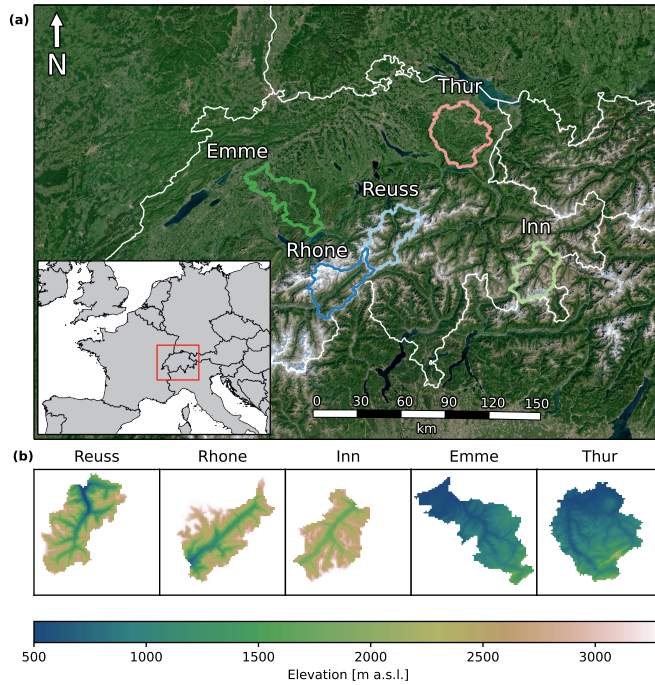 (a)
N
Thur
Emme
Reuss
Inn
Rhone
0 30 60 90 120 150
km
(b)
Reuss Rhone Inn Emme Thur
500 1000 1500 2000 2500 3000
Elevation [m a.s.l.]